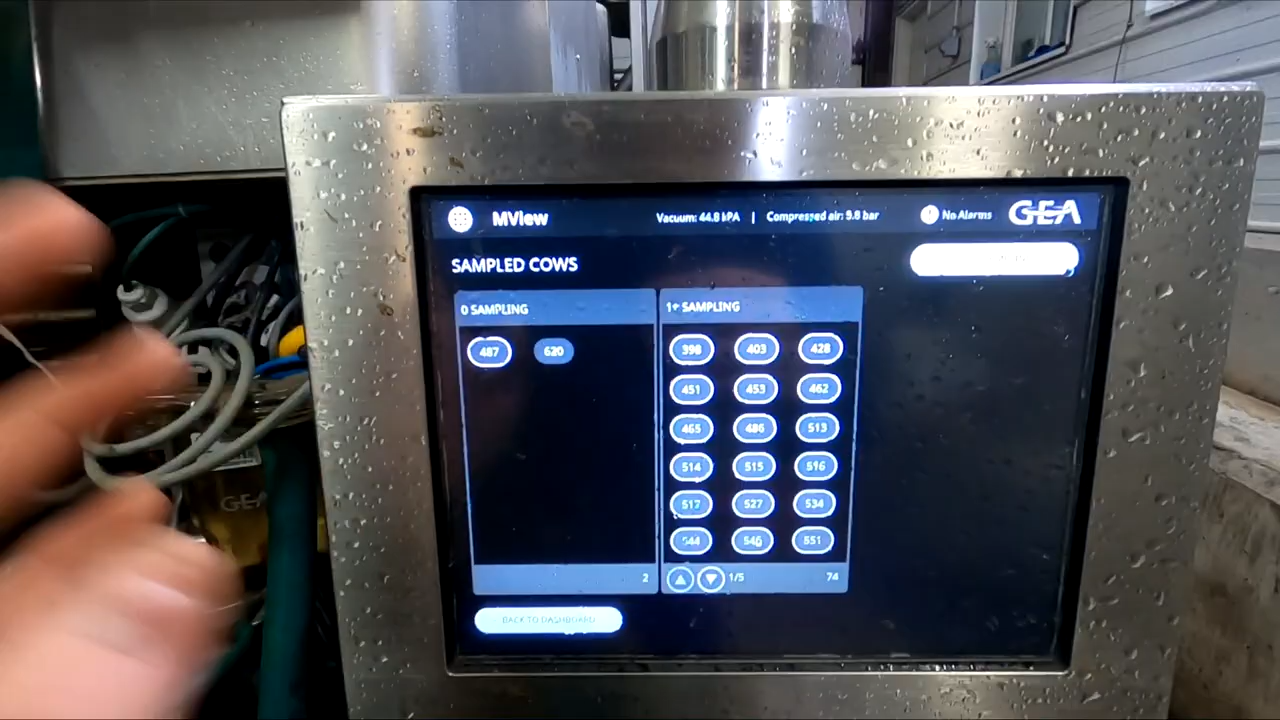 MView Vacuum: 44.8 kPA | Compressed air: 9.8 bar No Alarms GEA
SAMPLED COWS
0 SAMPLING 1+ SAMPLING
487 620 398 403 428
451 453 462
465 486 513
514 515 516
517 527 534
544 546 551
2 1/5 74
BACK TO DASHBOARD
GEA